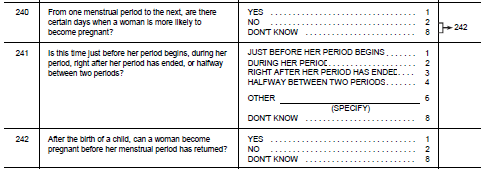 240 From one menstrual period to the next, are there YES ............................ 1
certain days when a woman is more likely to NO ............................ 2
become pregnant? DON'T KNOW ........................ 8 242
241 Is this time just before her period begins, during her JUST BEFORE HER PERIOD BEGINS....... 1
period, right after her period has ended, or halfway DURING HER PERIOD.................. 2
between two periods? RIGHT AFTER HER PERIOD HAS ENDED.... 3
HALFWAY BETWEEN TWO PERIODS....... 4
OTHER ____________________ 6
(SPECIFY)
DON'T KNOW ........................ 8
242 After the birth of a child, can a woman become YES ............................ 1
pregnant before her menstrual period has returned? NO ............................ 2
DON'T KNOW ........................ 8